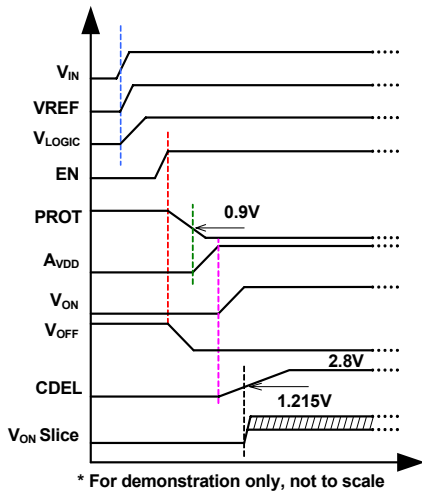 VIN
VREF
VLOGIC
EN
PROT
0.9V
AVDD
VON
VOFF
2.8V
CDEL
1.215V
VON Slice
* For demonstration only, not to scale